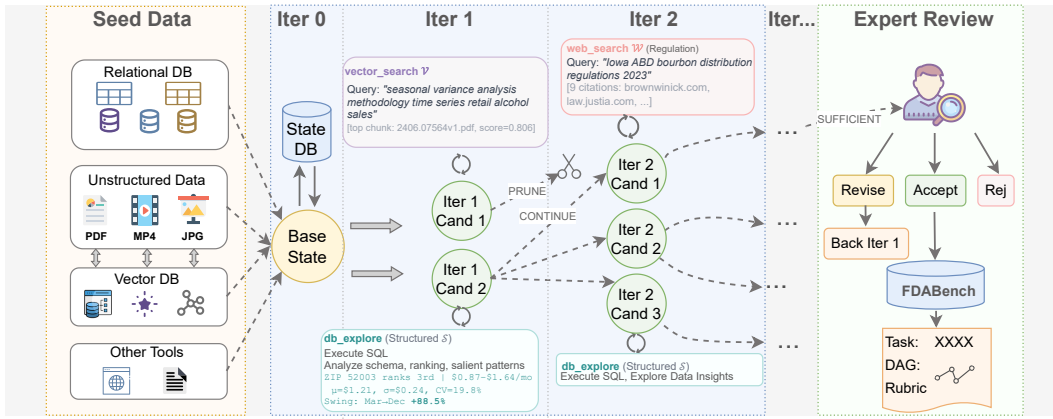 Seed Data
Relational DB
Unstructured Data
PDF
MP4
JPG
Vector DB
Other Tools
Iter 0
State
DB
Base
State
Iter 1
vector_search 𝒱
Query: "seasonal variance analysis
methodology time series retail alcohol
sales"
[top chunk: 2406.07564v1.pdf, score=0.806]
Iter 1
Cand 1
Iter 1
Cand 2
PRUNE
CONTINUE
db_explore (Structured 𝒮)
Execute SQL
Analyze schema, ranking, salient patterns
ZIP 52003 ranks 3rd | $0.87–$1.64/mo
μ=$1.21, σ=$0.24, CV=19.8%
Swing: Mar→Dec +88.5%
Iter 2
web_search 𝒲 (Regulation)
Query: "Iowa ABD bourbon distribution
regulations 2023"
[9 citations: brownwinick.com,
law.justia.com, ...]
Iter 2
Cand 1
Iter 2
Cand 2
Iter 2
Cand 3
db_explore (Structured 𝒮)
Execute SQL, Explore Data Insights
Iter...
...
...
...
...
SUFFICIENT
Expert Review
Revise
Accept
Rej
Back Iter 1
FDABench
Task: XXXX
DAG:
Rubric